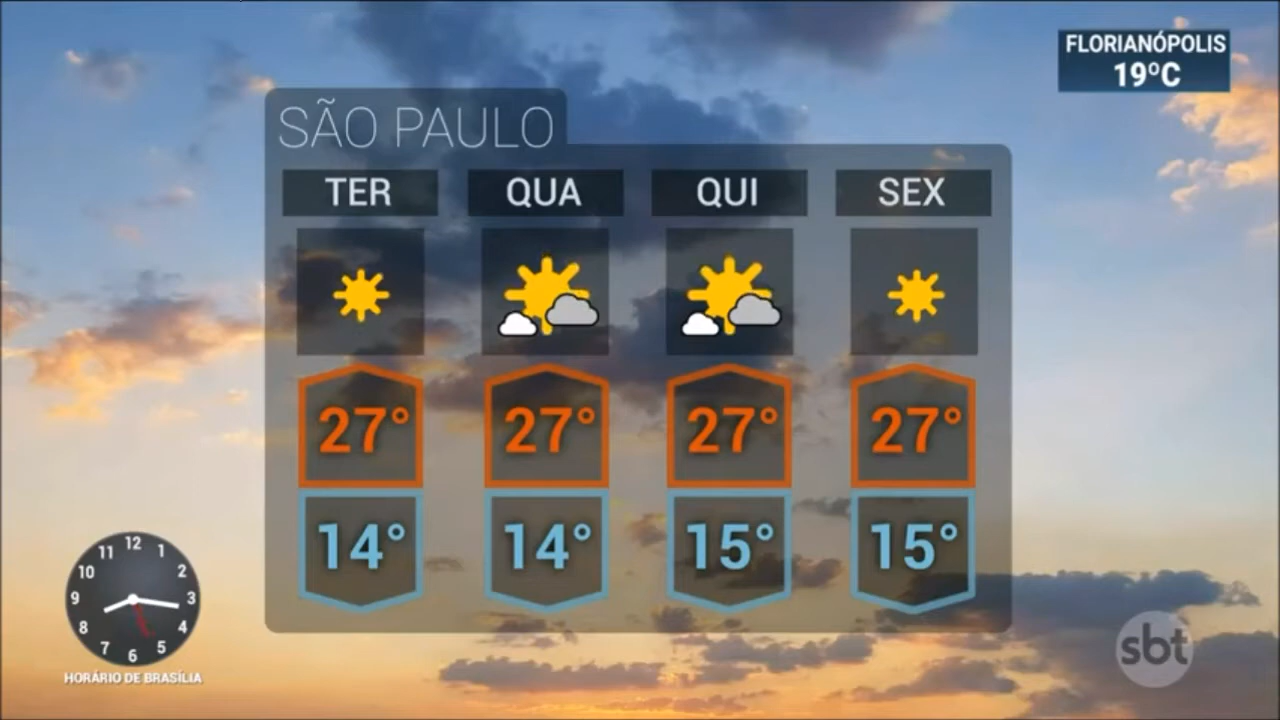 FLORIANÓPOLIS
19ºC
SÃO PAULO
TER QUA QUI SEX
27° 27° 27° 27°
14° 14° 15° 15°
12
11 1
10 2
9 3
8 4
7 5
6
HORÁRIO DE BRASÍLIA
sbt